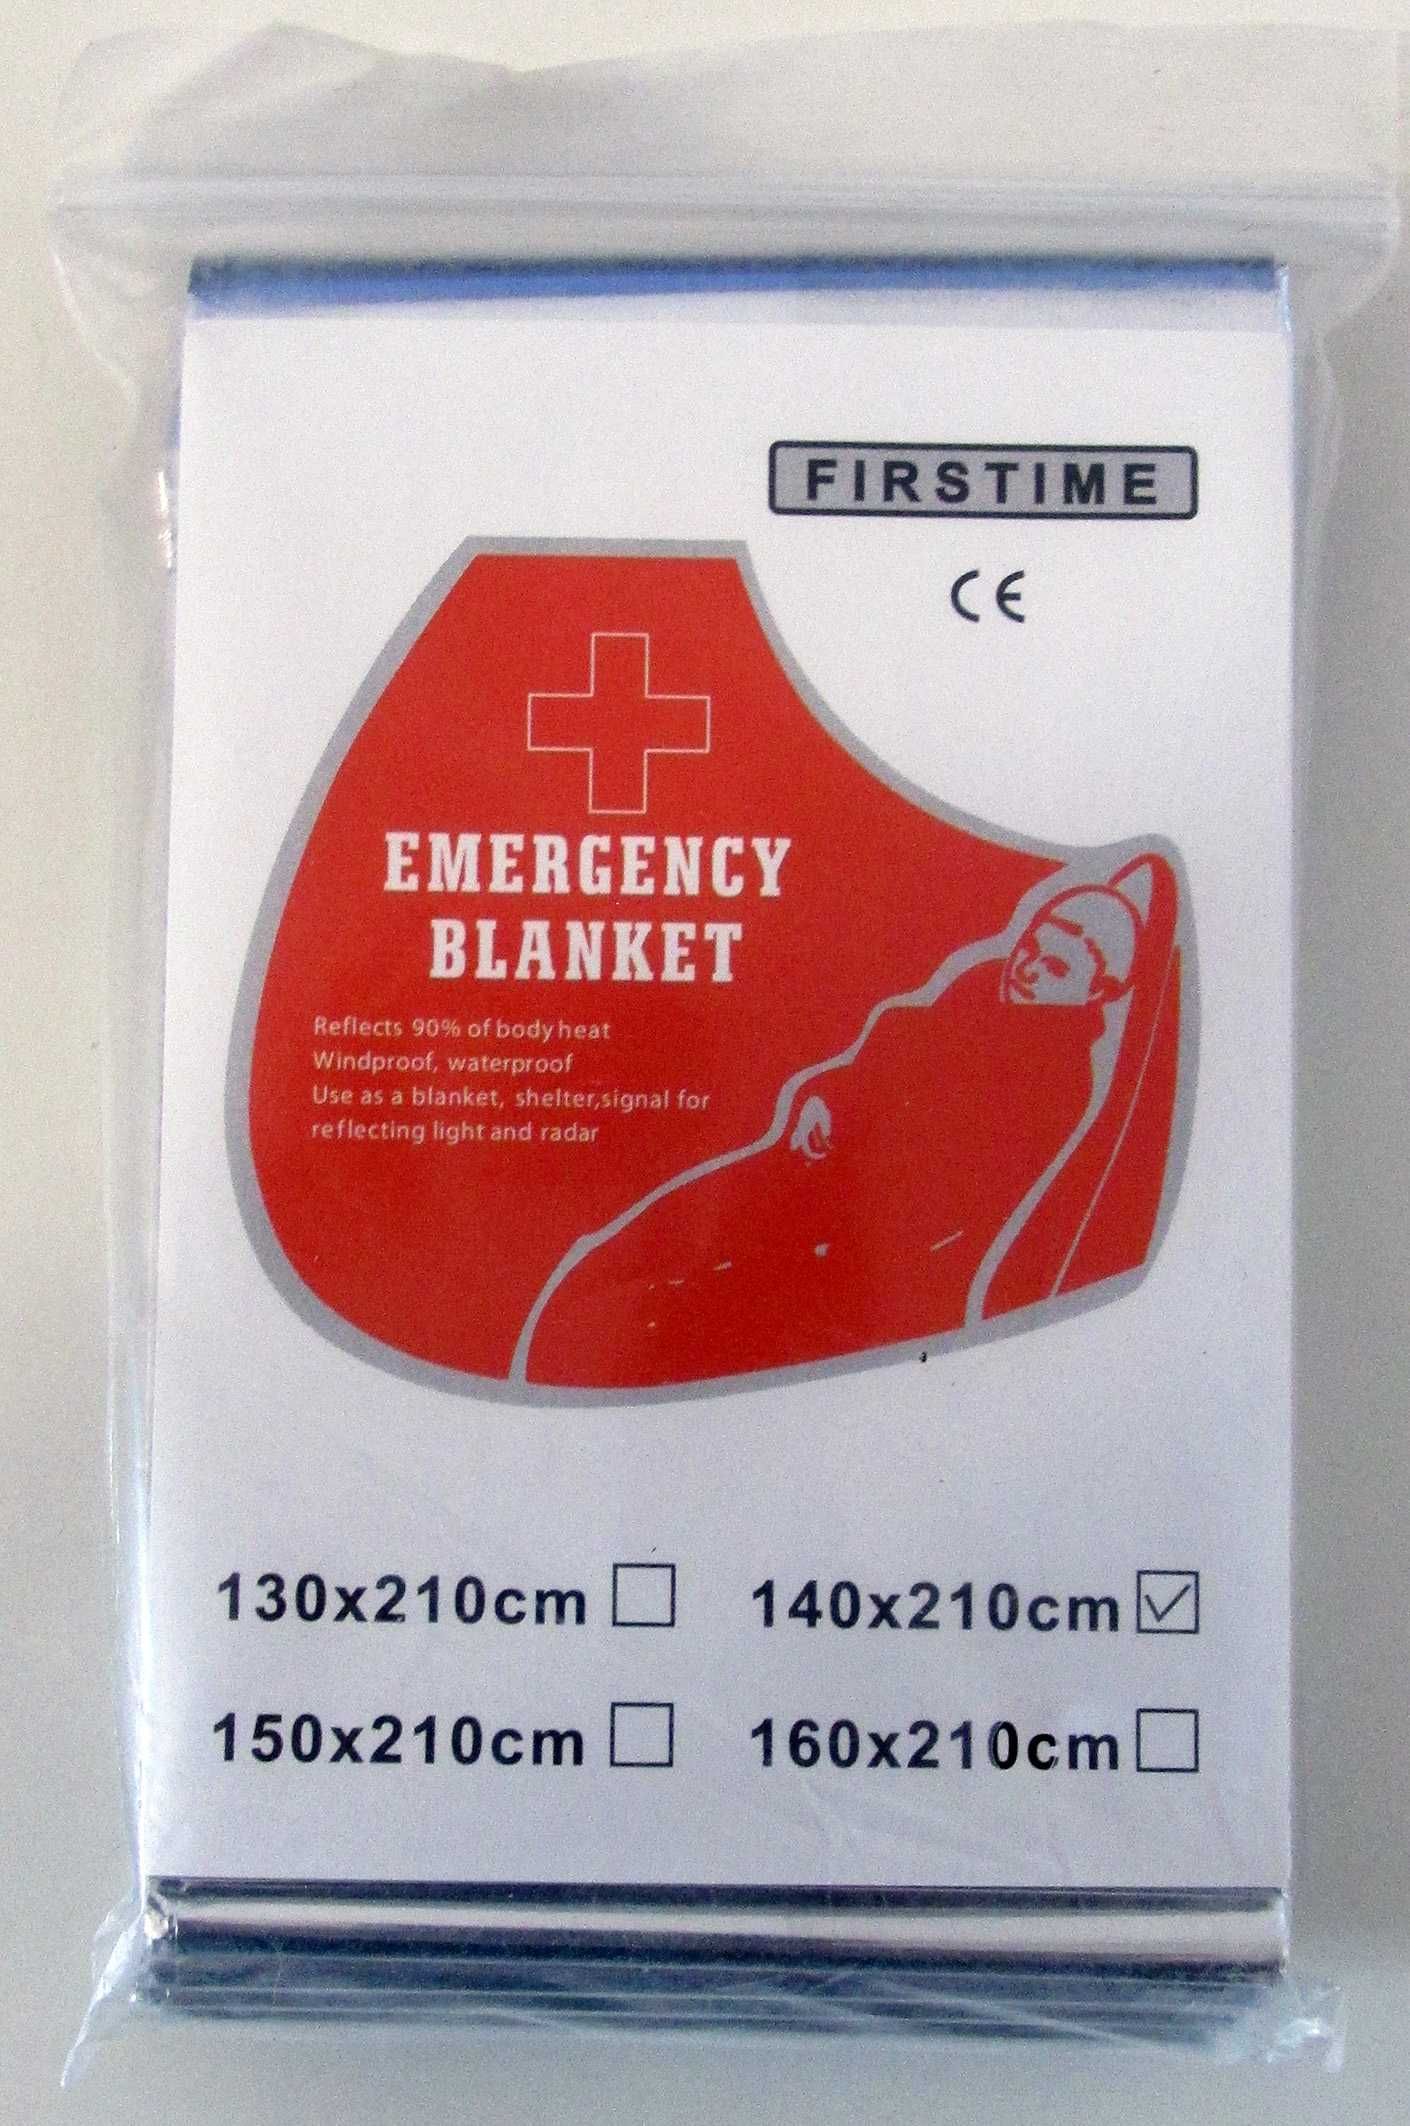 FIRSTIME
CE
EMERGENCY
BLANKET
Reflects 90% of body heat
Windproof, waterproof
Use as a blanket, shelter,signal for
reflecting light and radar
130x210cm 140x210cm
150x210cm 160x210cm